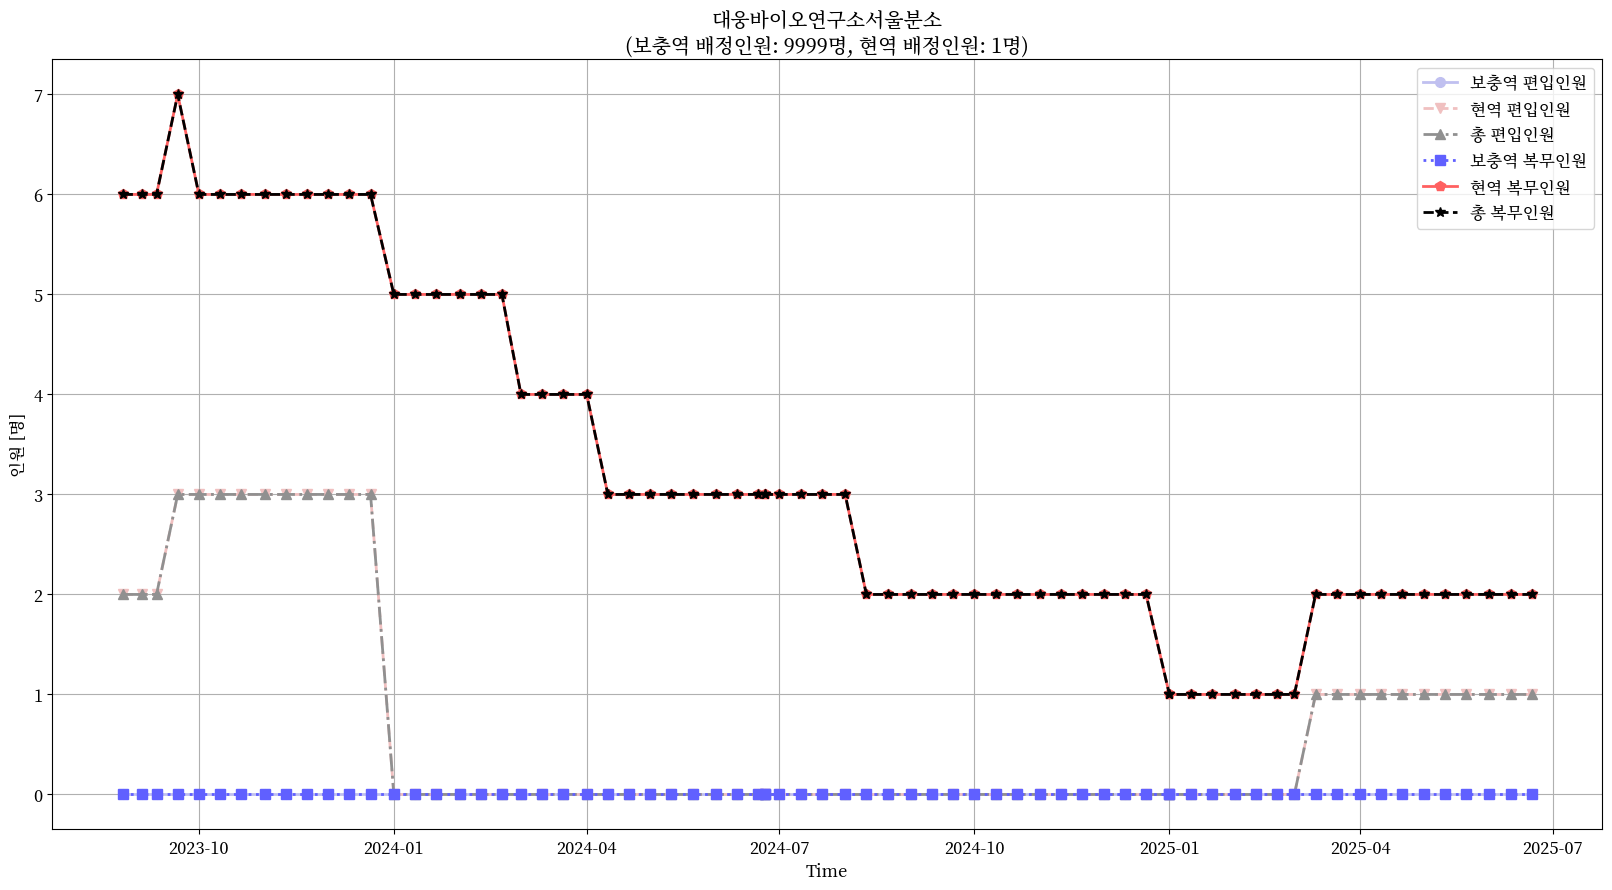 대웅바이오연구소서울분소
(보충역 배정인원: 9999명, 현역 배정인원: 1명)
보충역 편입인원
현역 편입인원
총 편입인원
보충역 복무인원
현역 복무인원
총 복무인원
7
6
5
4
3
2
1
0
인원 [명]
2023-10
2024-01
2024-04
2024-07
2024-10
2025-01
2025-04
2025-07
Time